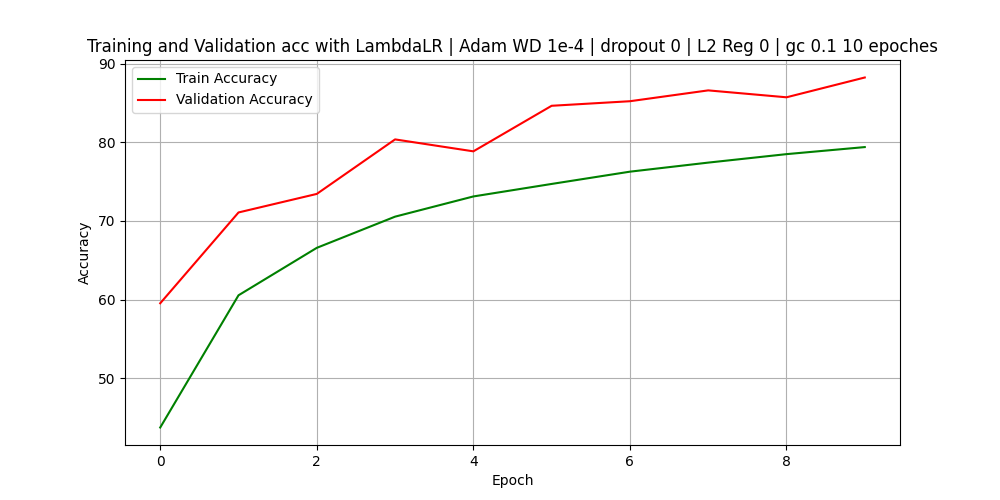 Training and Validation acc with LambdaLR | Adam WD 1e-4 | dropout 0 | L2 Reg 0 | gc 0.1 10 epoches
Train Accuracy
Validation Accuracy
90
80
70
60
50
Accuracy
0 2 4 6 8
Epoch